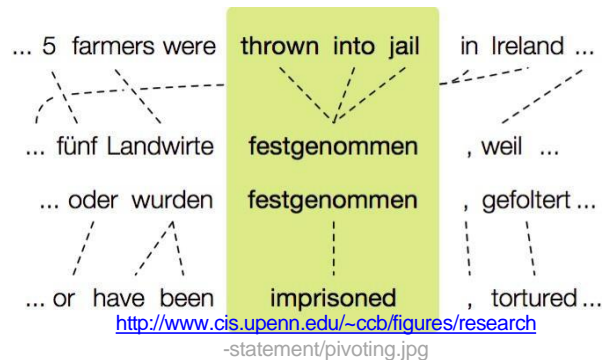 ... 5 farmers were thrown into jail in Ireland ...
... fünf Landwirte festgenommen , weil ...
... oder wurden festgenommen , gefoltert ...
... or have been imprisoned , tortured ...
http://www.cis.upenn.edu/~ccb/figures/research
-statement/pivoting.jpg